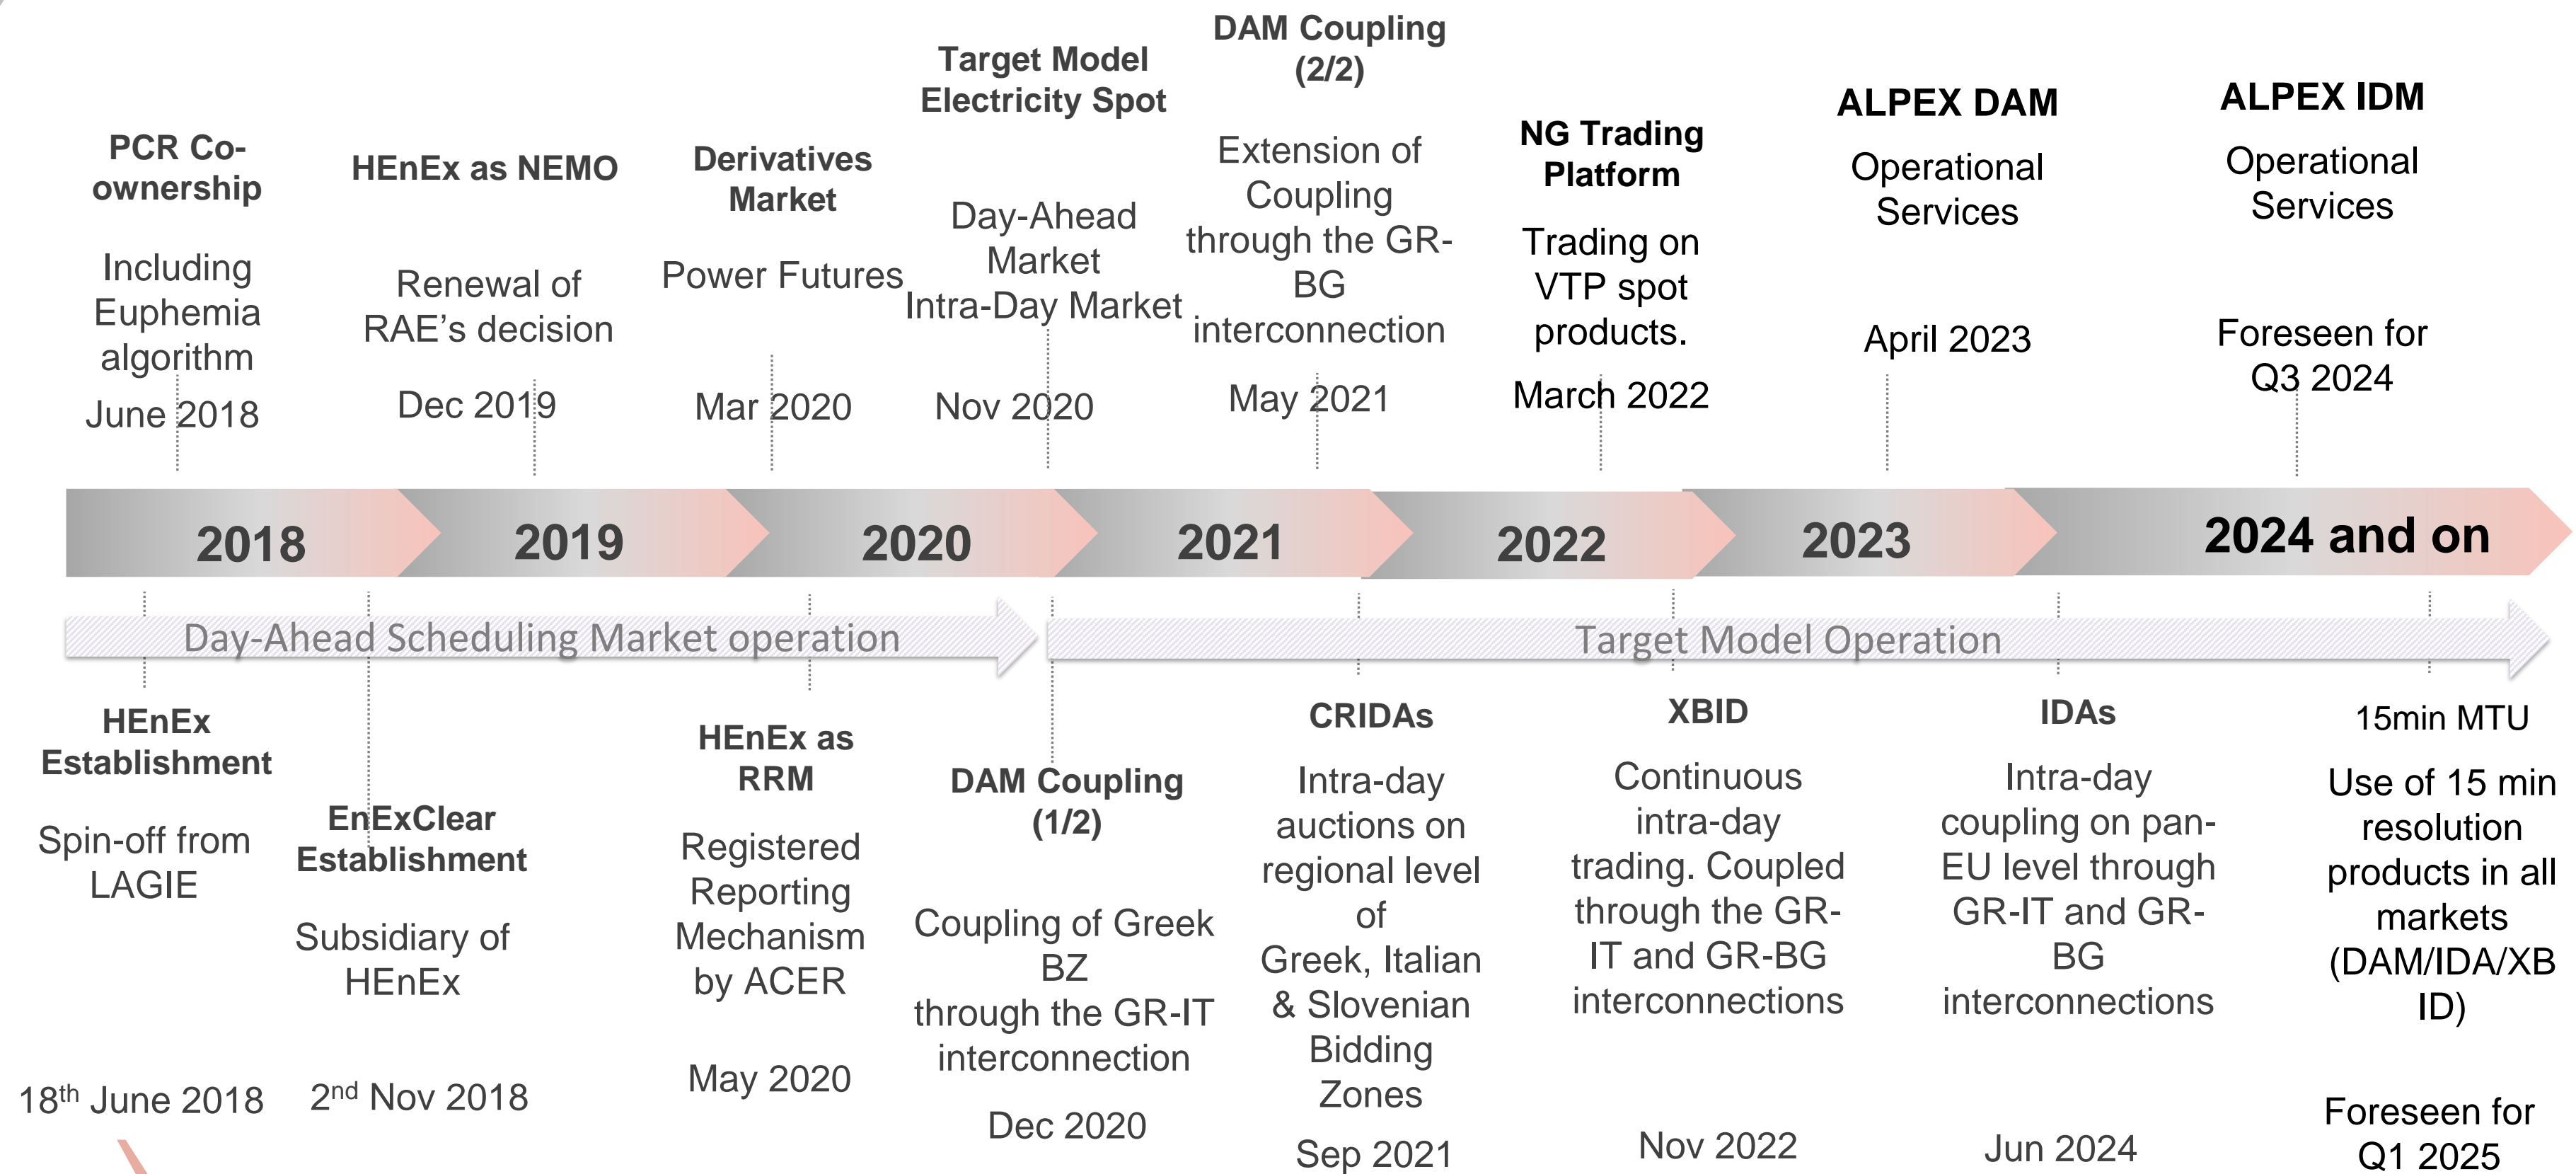 PCR Co-
ownership
Including
Euphemia
algorithm
June 2018
HEnEx as NEMO
Renewal of
RAE’s decision
Dec 2019
Derivatives
Market
Power Futures
Mar 2020
Target Model
Electricity Spot
Day-Ahead
Market
Intra-Day Market
Nov 2020
DAM Coupling
(2/2)
Extension of
Coupling
through the GR-
BG
interconnection
May 2021
NG Trading
Platform
Trading on
VTP spot
products.
March 2022
ALPEX DAM
Operational
Services
April 2023
ALPEX IDM
Operational
Services
Foreseen for
Q3 2024
2018
2019
2020
2021
2022
2023
2024 and on
Day-Ahead Scheduling Market operation
Target Model Operation
HEnEx
Establishment
Spin-off from
LAGIE
18th June 2018
EnExClear
Establishment
Subsidiary of
HEnEx
2nd Nov 2018
HEnEx as
RRM
Registered
Reporting
Mechanism
by ACER
May 2020
DAM Coupling
(1/2)
Coupling of Greek
BZ
through the GR-IT
interconnection
Dec 2020
CRIDAs
Intra-day
auctions on
regional level
of
Greek, Italian
& Slovenian
Bidding
Zones
Sep 2021
XBID
Continuous
intra-day
trading. Coupled
through the GR-
IT and GR-BG
interconnections
Nov 2022
IDAs
Intra-day
coupling on pan-
EU level through
GR-IT and GR-
BG
interconnections
Jun 2024
15min MTU
Use of 15 min
resolution
products in all
markets
(DAM/IDA/XB
ID)
Foreseen for
Q1 2025